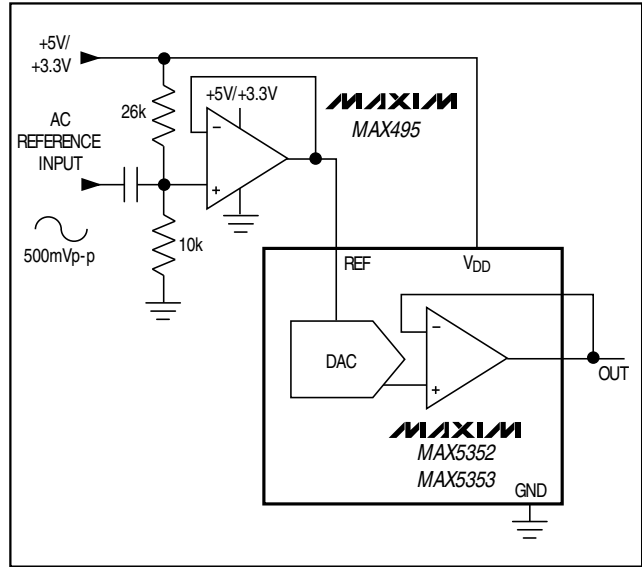 +5V/
+3.3V
AC
REFERENCE
INPUT
500mVp-p
26k
10k
+5V/+3.3V
−
+
MAXIM
MAX495
REF
VDD
DAC
−
+
OUT
MAXIM
MAX5352
MAX5353
GND